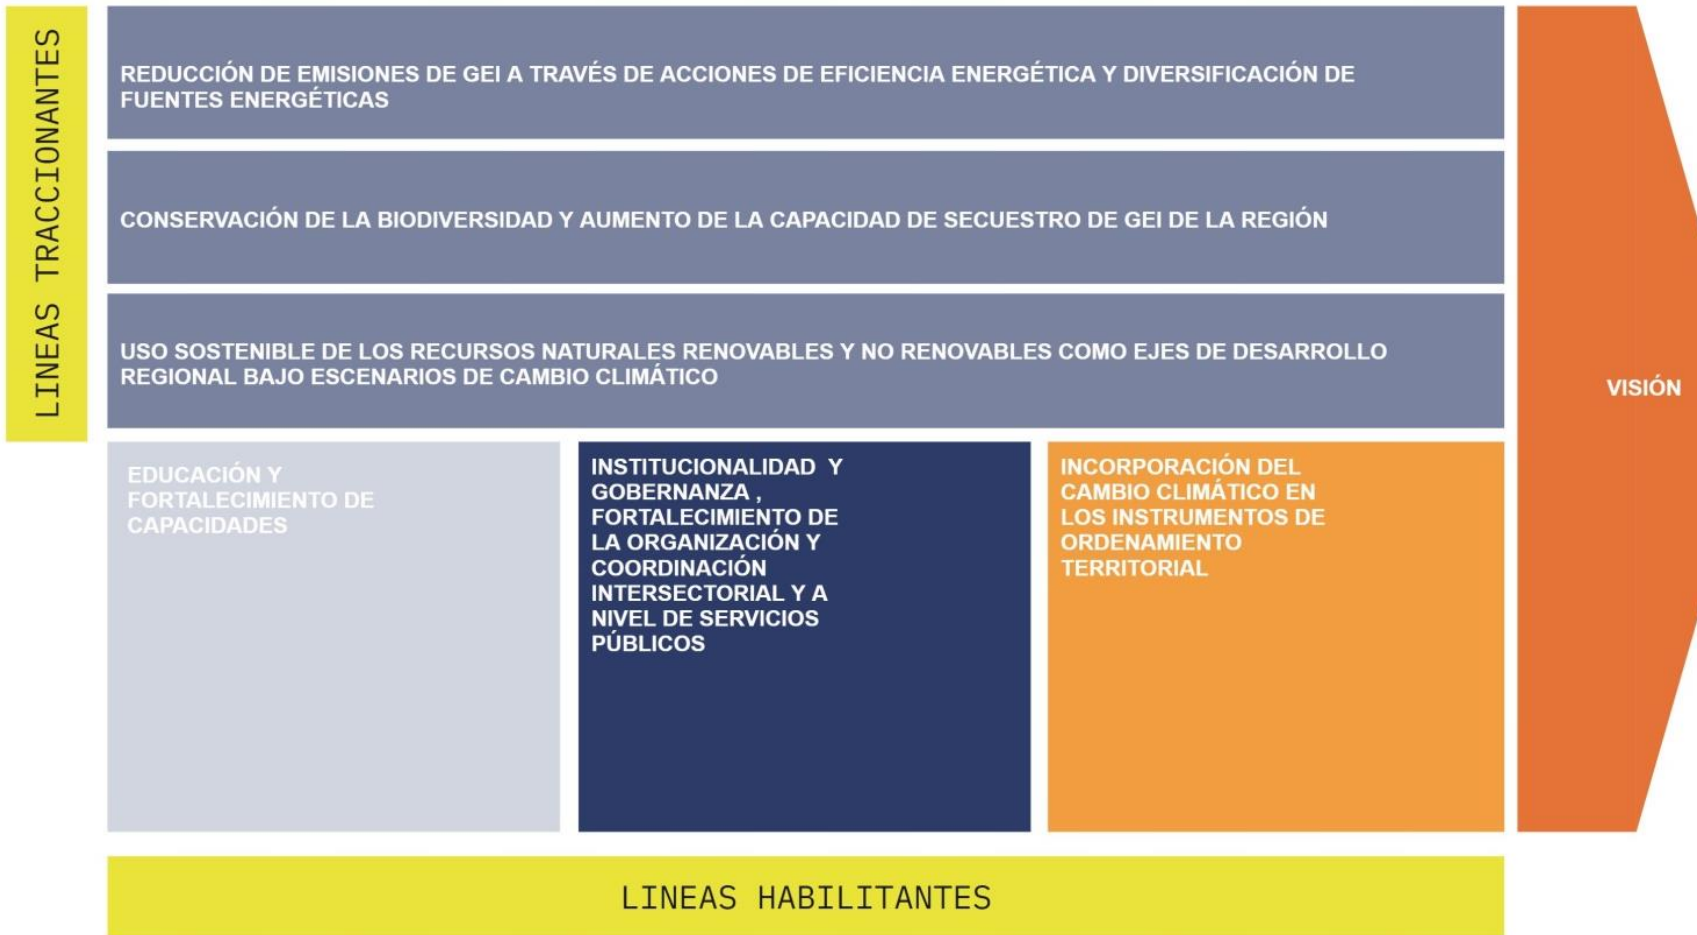 LINEAS TRACCIONANTES
REDUCCIÓN DE EMISIONES DE GEI A TRAVÉS DE ACCIONES DE EFICIENCIA ENERGÉTICA Y DIVERSIFICACIÓN DE
FUENTES ENERGÉTICAS
CONSERVACIÓN DE LA BIODIVERSIDAD Y AUMENTO DE LA CAPACIDAD DE SECUESTRO DE GEI DE LA REGIÓN
USO SOSTENIBLE DE LOS RECURSOS NATURALES RENOVABLES Y NO RENOVABLES COMO EJES DE DESARROLLO
REGIONAL BAJO ESCENARIOS DE CAMBIO CLIMÁTICO
VISIÓN
EDUCACIÓN Y
FORTALECIMIENTO DE
CAPACIDADES
INSTITUCIONALIDAD  Y
GOBERNANZA ,
FORTALECIMIENTO DE
LA ORGANIZACIÓN Y
COORDINACIÓN
INTERSECTORIAL Y A
NIVEL DE SERVICIOS
PÚBLICOS
INCORPORACIÓN DEL
CAMBIO CLIMÁTICO EN
LOS INSTRUMENTOS DE
ORDENAMIENTO
TERRITORIAL
LINEAS HABILITANTES